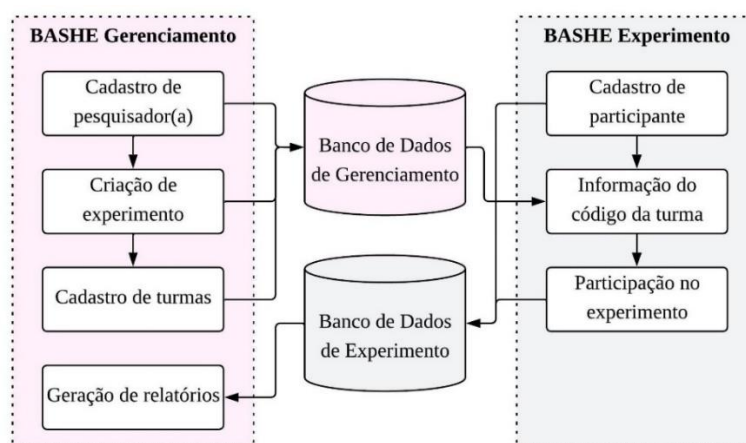 BASHE Gerenciamento
Cadastro de
pesquisador(a)
Criação de
experimento
Cadastro de turmas
Geração de relatórios
Banco de Dados
de Gerenciamento
Banco de Dados
de Experimento
BASHE Experimento
Cadastro de
participante
Informação do
código da turma
Participação no
experimento